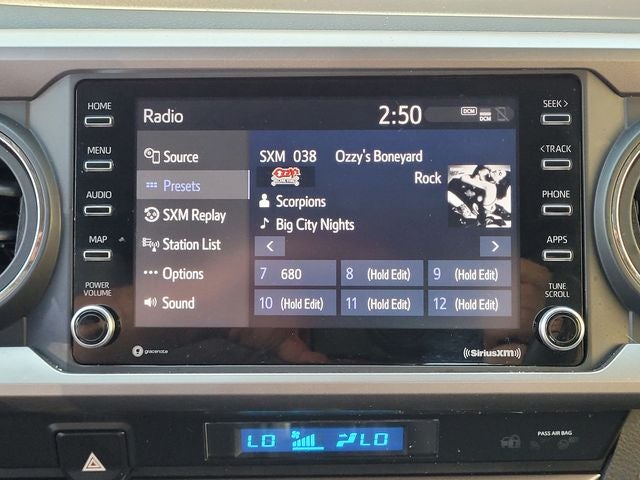 HOME
MENU
AUDIO
MAP
POWER
VOLUME
Radio
2:50
DCM
DCM
Source
Presets
SXM Replay
Station List
Options
Sound
SXM 038 Ozzy's Boneyard
Rock
Scorpions
Big City Nights
< >
7 680 8 (Hold Edit) 9 (Hold Edit)
10 (Hold Edit) 11 (Hold Edit) 12 (Hold Edit)
SEEK >
< TRACK
PHONE
APPS
TUNE
SCROLL
gracenote
((SiriusXM))
LO LO
PASS AIR BAG